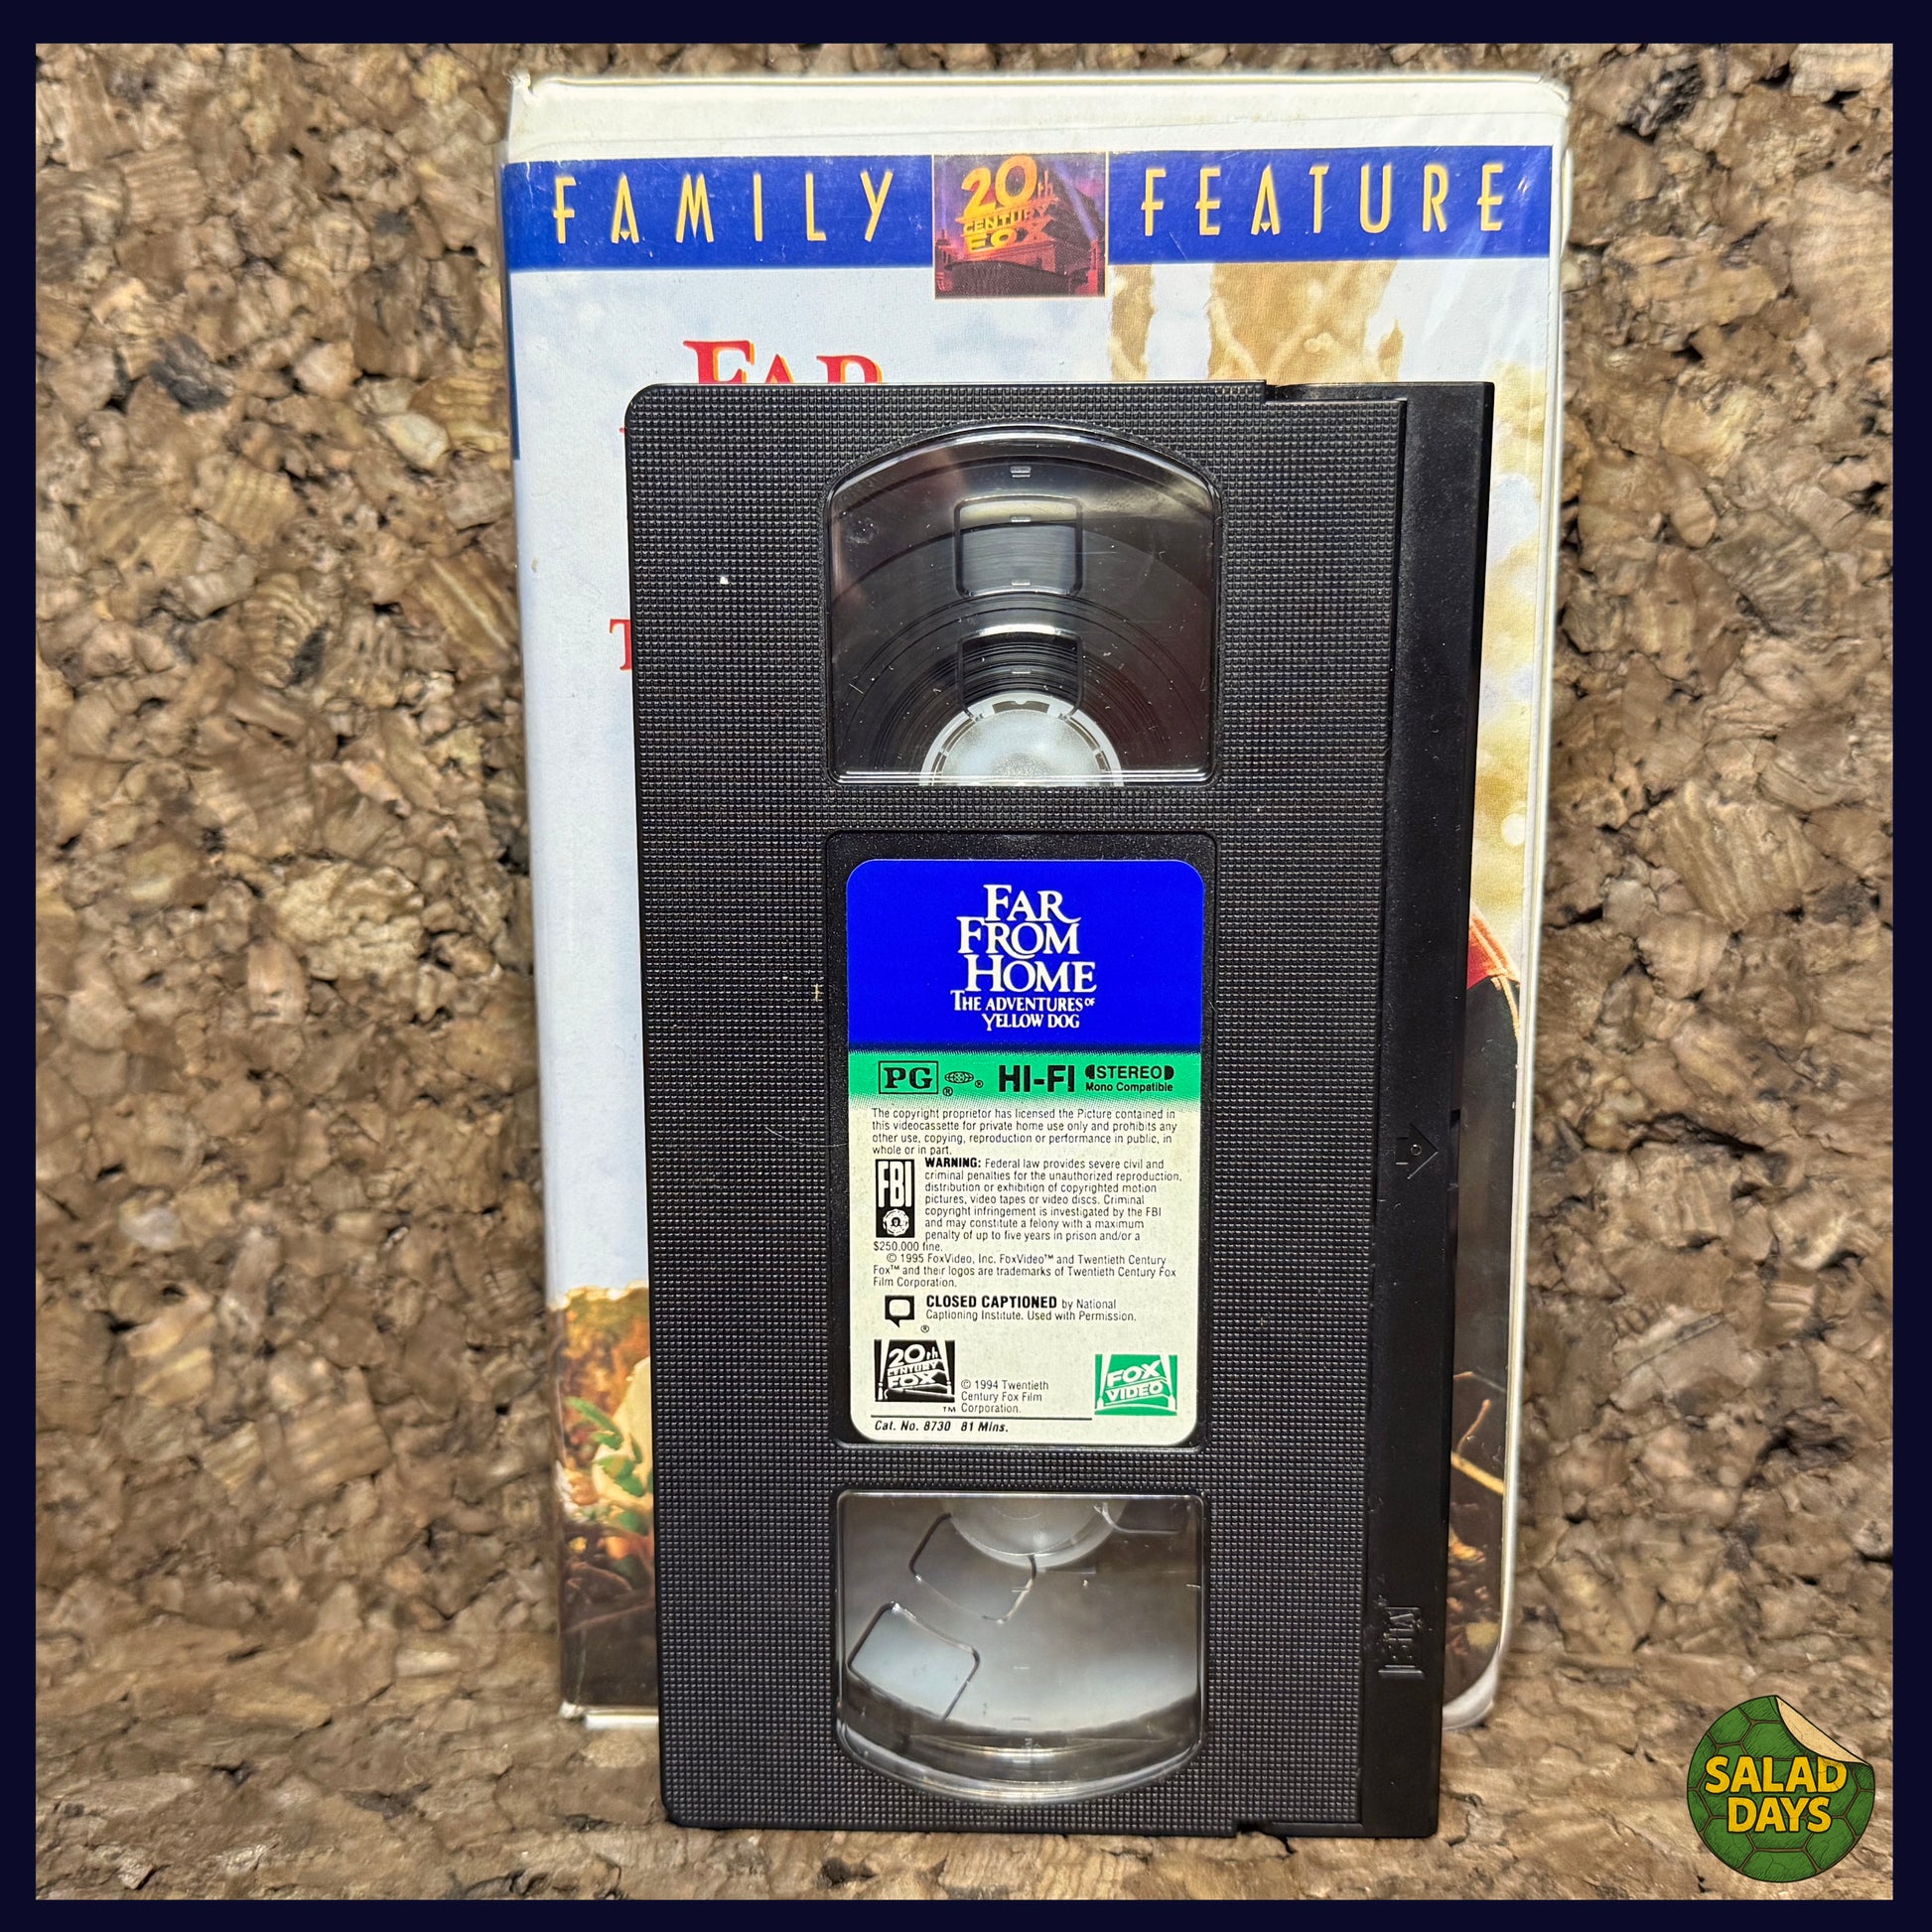 FAMILY 20th CENTURY FOX FEATURE
FAR
T
FAR
FROM
HOME
THE ADVENTURES OF
YELLOW DOG
PG ® ® HI-FI STEREO
Mono Compatible
The copyright proprietor has licensed the Picture contained in
this videocassette for private home use only and prohibits any
other use, copying, reproduction or performance in public, in
whole or in part.
FBI
WARNING: Federal law provides severe civil and
criminal penalties for the unauthorized reproduction,
distribution or exhibition of copyrighted motion
pictures, video tapes or video discs. Criminal
copyright infringement is investigated by the FBI
and may constitute a felony with a maximum
penalty of up to five years in prison and/or a
$250,000 fine.
© 1995 FoxVideo, Inc. FoxVideo™ and Twentieth Century
Fox™ and their logos are trademarks of Twentieth Century Fox
Film Corporation.
CLOSED CAPTIONED by National
Captioning Institute. Used with Permission.
®
20th
CENTURY
FOX
TM
© 1994 Twentieth
Century Fox Film
Corporation.
FOX
VIDEO
Cat. No. 8730 81 Mins.
VHS
SALAD
DAYS